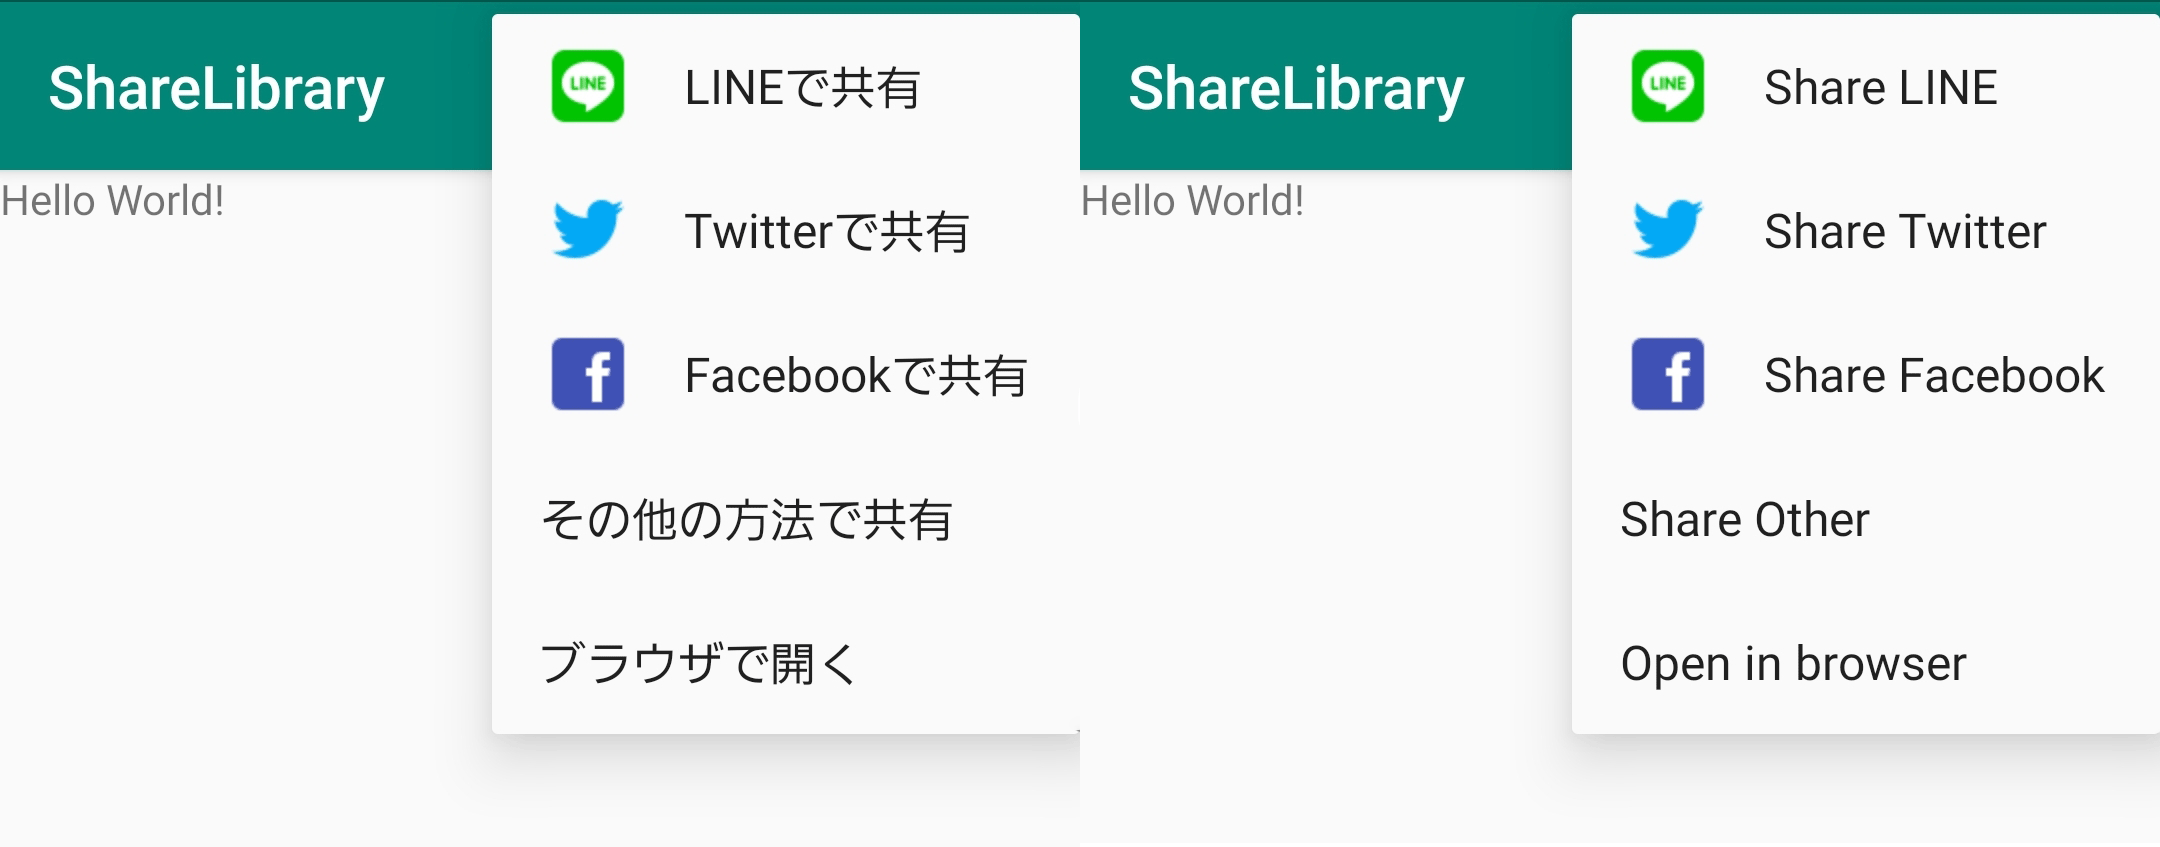 ShareLibrary
Hello World!
LINE
LINEで共有
Twitterで共有
Facebookで共有
その他の方法で共有
ブラウザで開く
ShareLibrary
Hello World!
LINE
Share LINE
Share Twitter
Share Facebook
Share Other
Open in browser